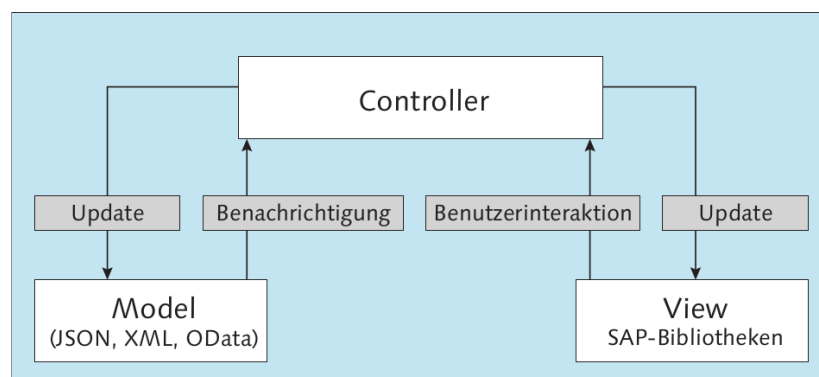 Controller
Update
Benachrichtigung
Benutzerinteraktion
Update
Model
(JSON, XML, OData)
View
SAP-Bibliotheken